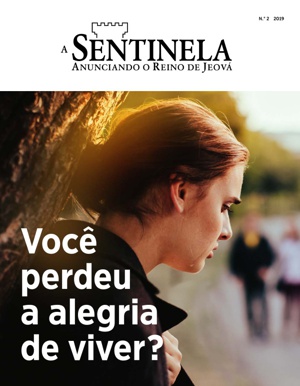 N.° 2 2019
A SENTINELA
ANUNCIANDO O REINO DE JEOVÁ
Você
perdeu
a alegria
de viver?